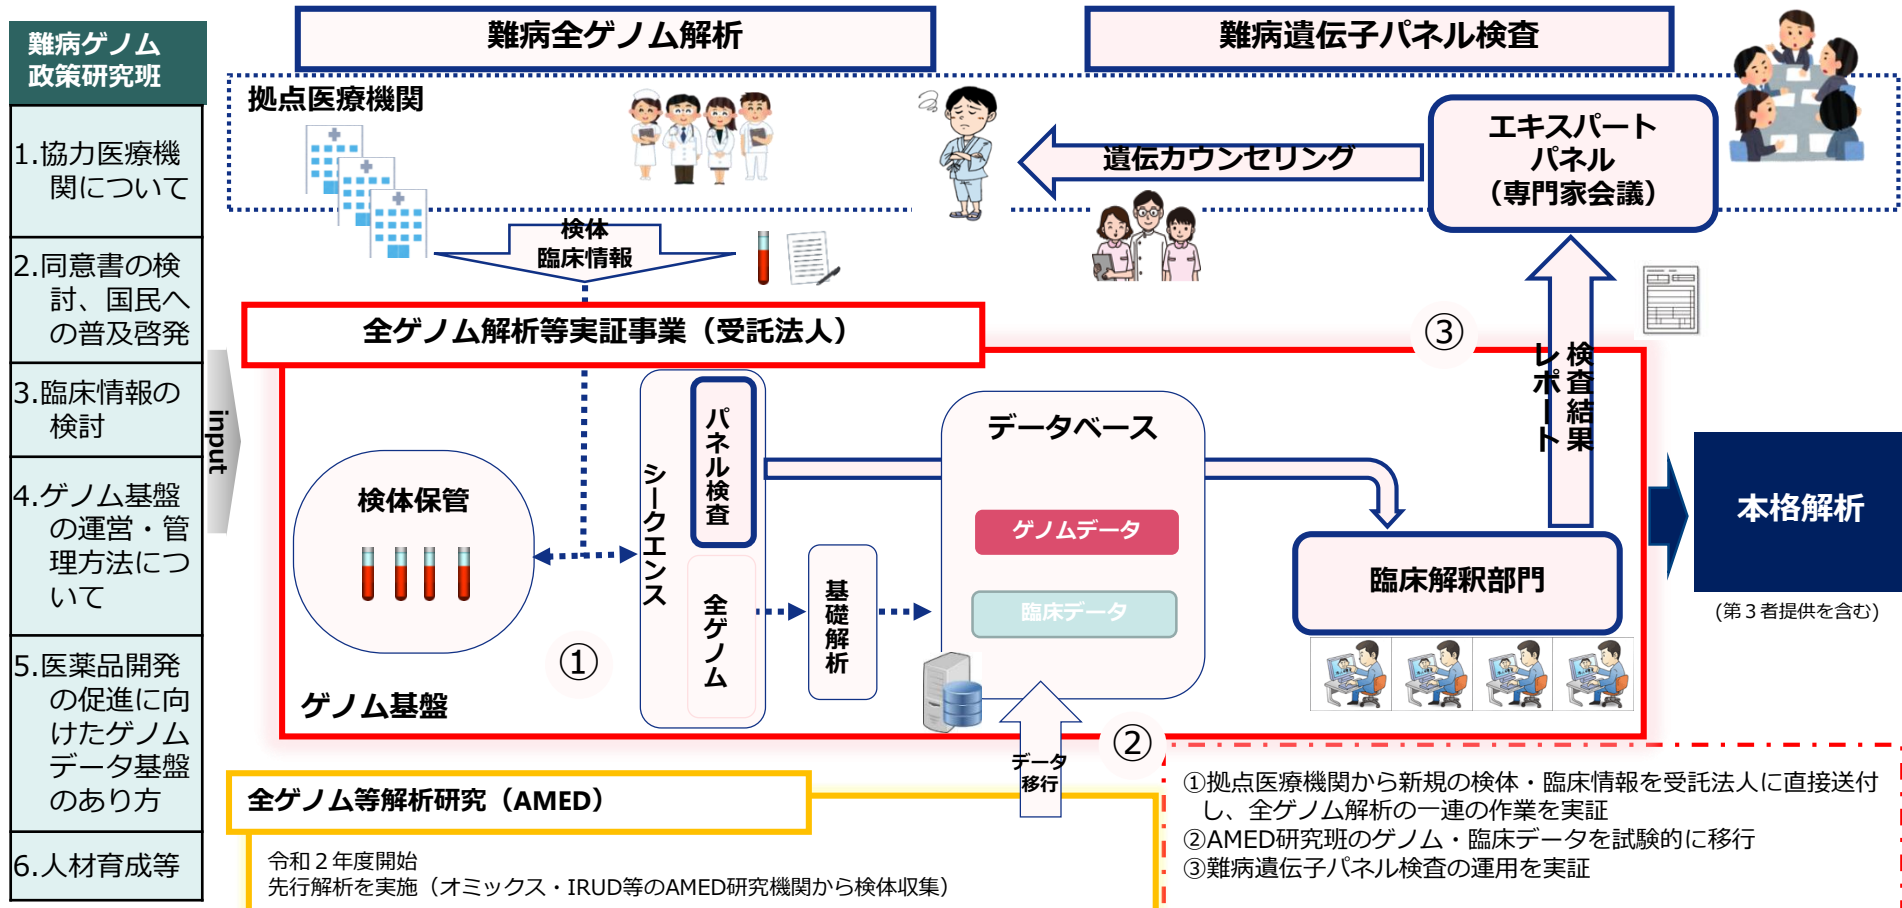 難病ゲノム
政策研究班
1.協力医療機
関について
2.同意書の検
討、国民へ
の普及啓発
3.臨床情報の
検討
4.ゲノム基盤
の運営・管
理方法につ
いて
5.医薬品開発
の促進に向
けたゲノム
データ基盤
のあり方
6.人材育成等
input
難病全ゲノム解析
難病遺伝子パネル検査
拠点医療機関
エキスパート
パネル
（専門家会議）
遺伝カウンセリング
検体
臨床情報
全ゲノム解析等実証事業（受託法人）
③
検査結果
レポート
検体保管
シークエンス
パネル検査
全ゲノム
基礎解析
データベース
ゲノムデータ
臨床データ
臨床解釈部門
①
ゲノム基盤
②
データ
移行
本格解析
(第３者提供を含む)
全ゲノム等解析研究（AMED）
令和２年度開始
先行解析を実施（オミックス・IRUD等のAMED研究機関から検体収集）
①拠点医療機関から新規の検体・臨床情報を受託法人に直接送付
し、全ゲノム解析の一連の作業を実証
②AMED研究班のゲノム・臨床データを試験的に移行
③難病遺伝子パネル検査の運用を実証